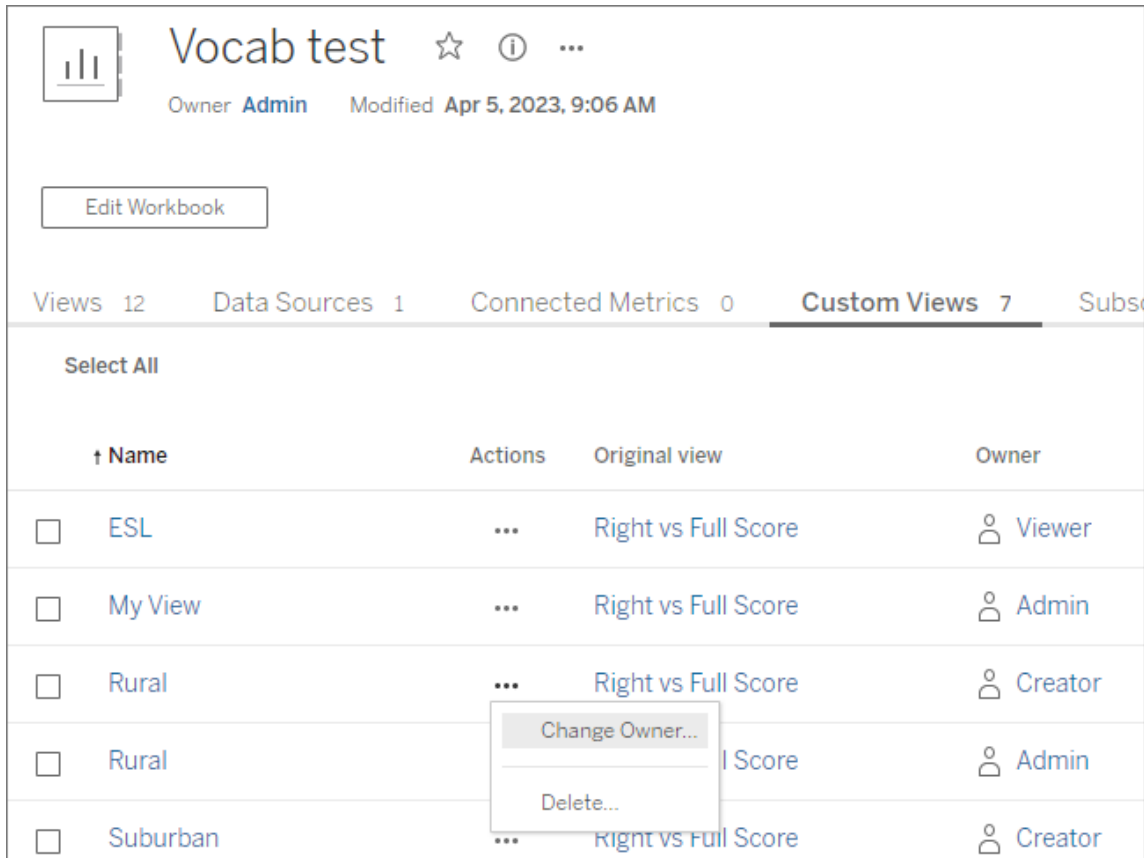 Vocab test
Owner Admin Modified Apr 5, 2023, 9:06 AM
Edit Workbook
Views 12 Data Sources 1 Connected Metrics 0 Custom Views 7
Select All
↑ Name Actions Original view Owner
ESL ••• Right vs Full Score Viewer
My View ••• Right vs Full Score Admin
Rural ••• Right vs Full Score Creator
Change Owner...
Rural l Score Admin
Delete...
Suburban ••• Right vs Full Score Creator